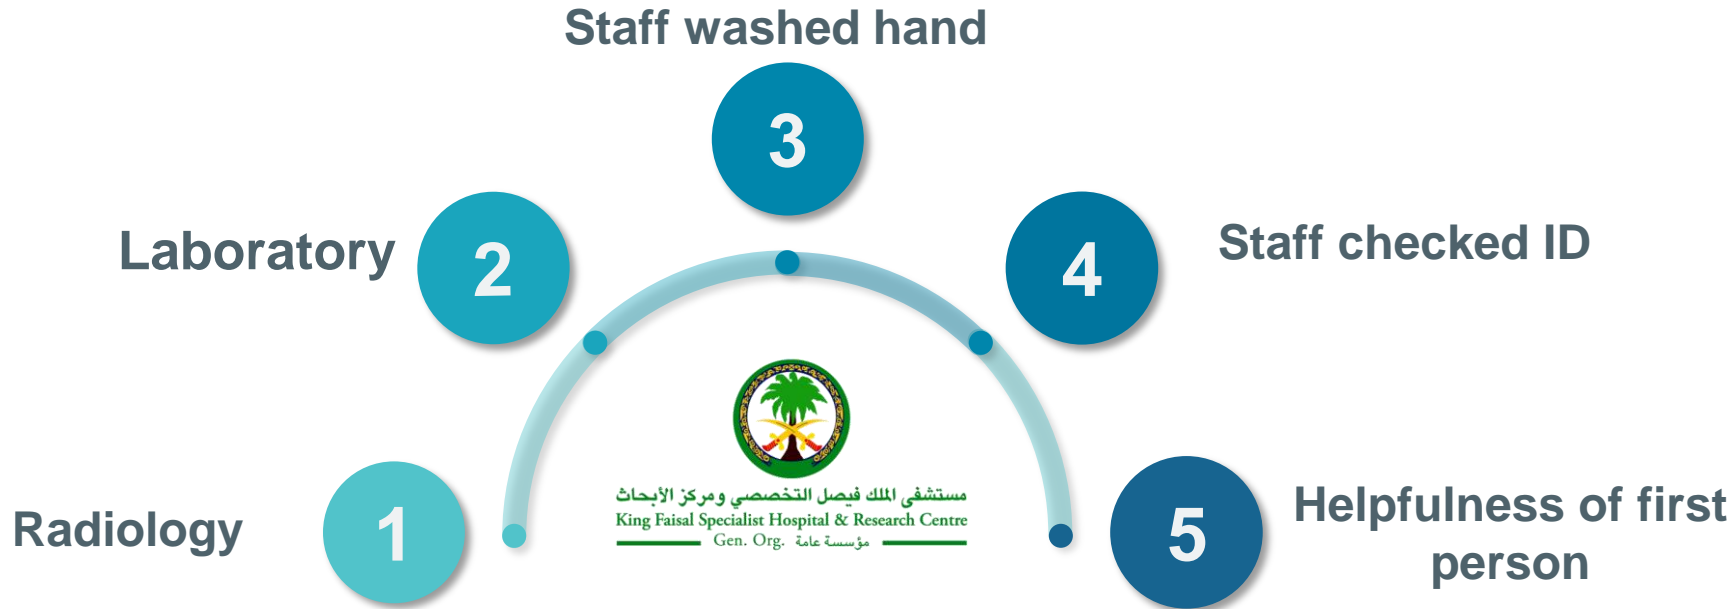 Staff washed hand
3
Laboratory
2
4
Staff checked ID
مستشفى الملك فيصل التخصصي ومركز الأبحاث
King Faisal Specialist Hospital & Research Centre
Gen. Org. مؤسسة عامة
Radiology
1
5
Helpfulness of first
person